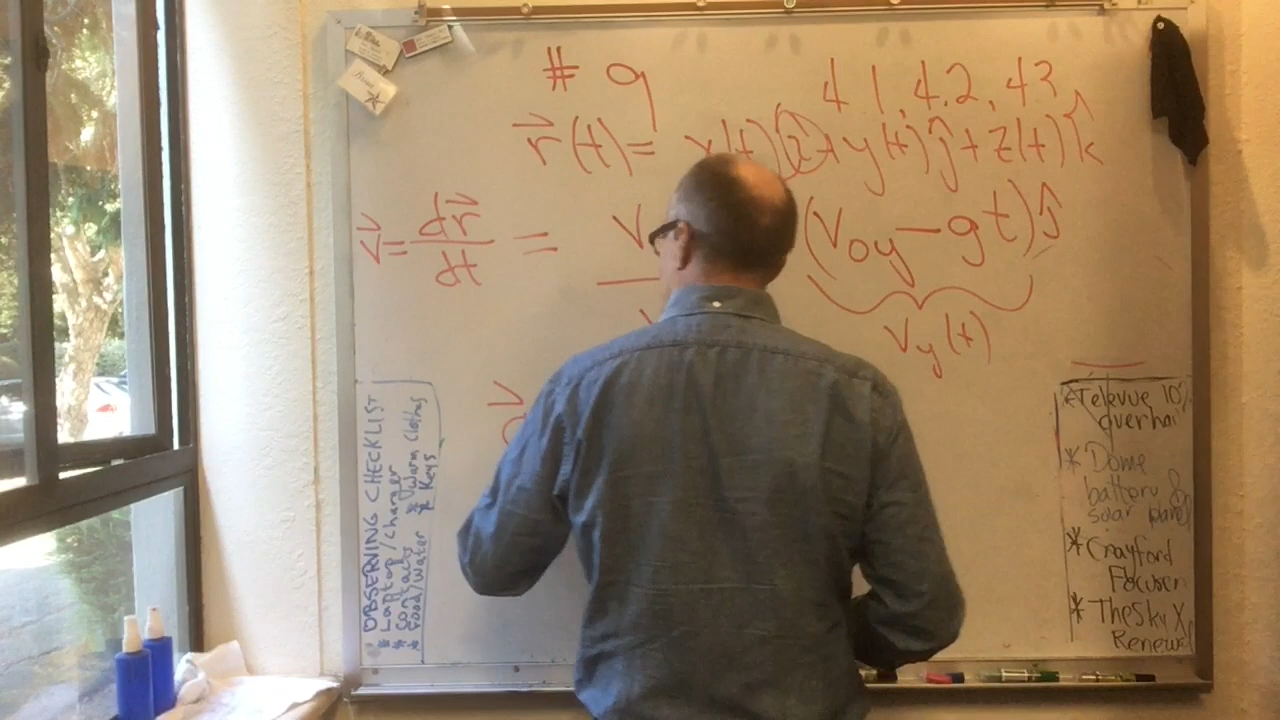 # 9 4.1, 4.2, 4.3
r⃗(t) = x(t) î + y(t) ĵ + z(t) k̂
v⃗ = dr⃗/dt = v (v₀y − gt) ĵ
vy(t)
OBSERVING CHECKLIST
* Laptop/charger
* contacts * Warm Clothes
* Food/water * Keys
* Televue 10%
overhaul
* Dome
battery &
solar panel
* Crayford
Focuser
* TheSky X
Renewal